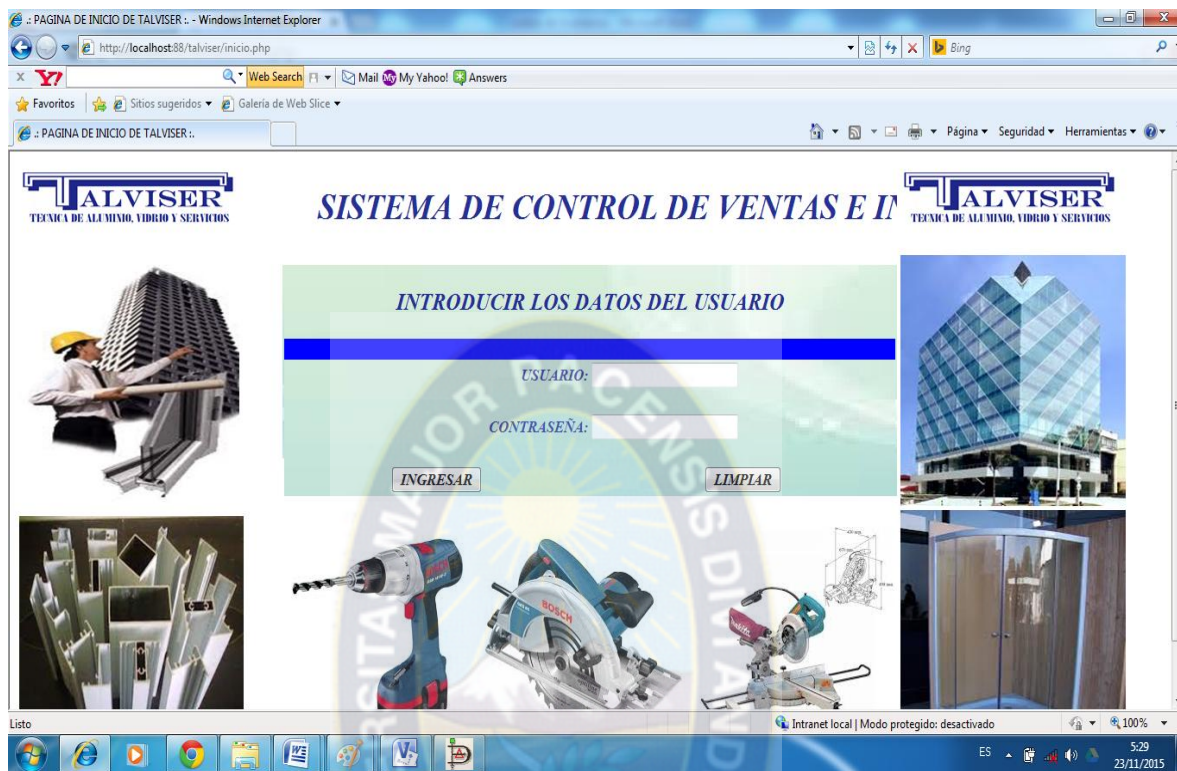 .: PAGINA DE INICIO DE TALVISER :. - Windows Internet Explorer
http://localhost:88/talviser/inicio.php
Bing
Web Search
Mail
My Yahoo!
Answers
Favoritos
Sitios sugeridos
Galería de Web Slice
.: PAGINA DE INICIO DE TALVISER :.
Página
Seguridad
Herramientas
TALVISER
TECNICA DE ALUMINIO, VIDRIO Y SERVICIOS
SISTEMA DE CONTROL DE VENTAS E IN
TALVISER
TECNICA DE ALUMINIO, VIDRIO Y SERVICIOS
INTRODUCIR LOS DATOS DEL USUARIO
USUARIO:
CONTRASEÑA:
INGRESAR
LIMPIAR
BOSCH
Listo
Intranet local | Modo protegido: desactivado
100%
ES
5:29
23/11/2015